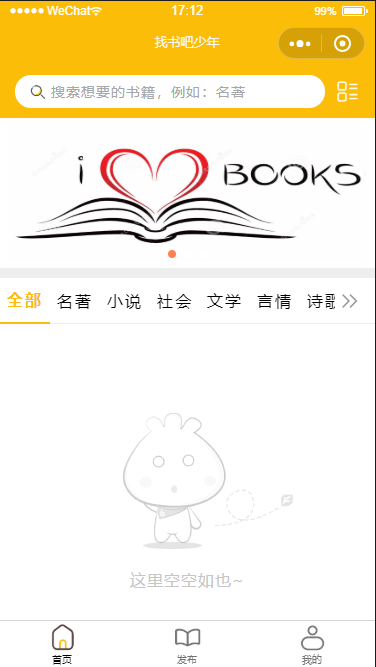 ●●●●● WeChat 17:12 99%
找书吧少年
搜索想要的书籍，例如：名著
i BOOKS
全部 名著 小说 社会 文学 言情 诗歌
这里空空如也~
首页 发布 我的